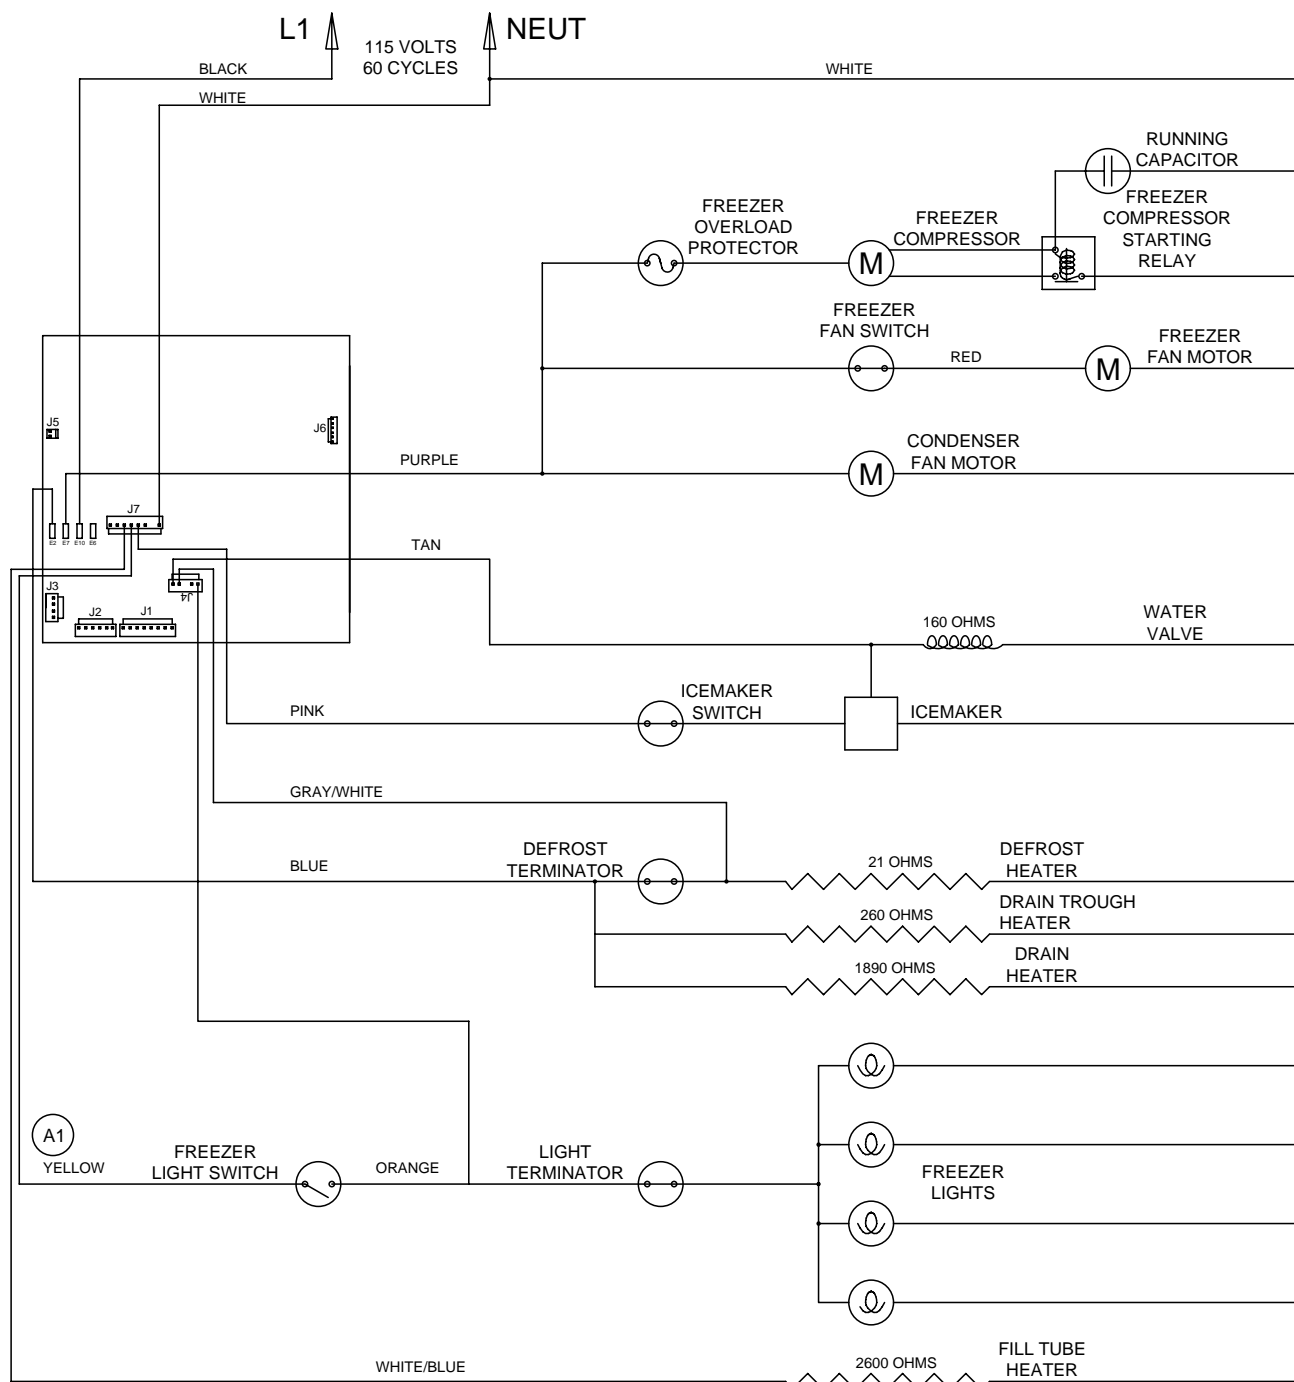 L1
NEUT
115 VOLTS
60 CYCLES
BLACK
WHITE
WHITE
RUNNING
CAPACITOR
FREEZER
OVERLOAD
PROTECTOR
FREEZER
COMPRESSOR
FREEZER
COMPRESSOR
STARTING
RELAY
M
FREEZER
FAN SWITCH
RED
FREEZER
FAN MOTOR
M
J5
J6
PURPLE
CONDENSER
FAN MOTOR
M
J7
E2
E7
E10
E6
TAN
J3
J4
J2
J1
160 OHMS
WATER
VALVE
PINK
ICEMAKER
SWITCH
ICEMAKER
GRAY/WHITE
BLUE
DEFROST
TERMINATOR
21 OHMS
DEFROST
HEATER
260 OHMS
DRAIN TROUGH
HEATER
1890 OHMS
DRAIN
HEATER
A1
YELLOW
FREEZER
LIGHT SWITCH
ORANGE
LIGHT
TERMINATOR
FREEZER
LIGHTS
WHITE/BLUE
2600 OHMS
FILL TUBE
HEATER